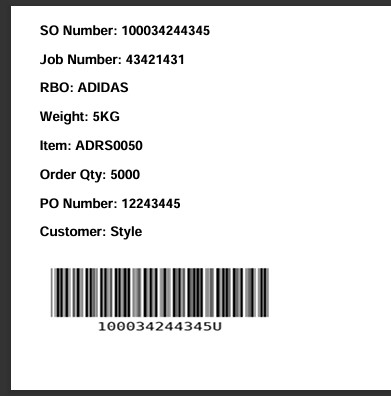 SO Number: 100034244345
Job Number: 43421431
RBO: ADIDAS
Weight: 5KG
Item: ADRS0050
Order Qty: 5000
PO Number: 12243445
Customer: Style
100034244345U